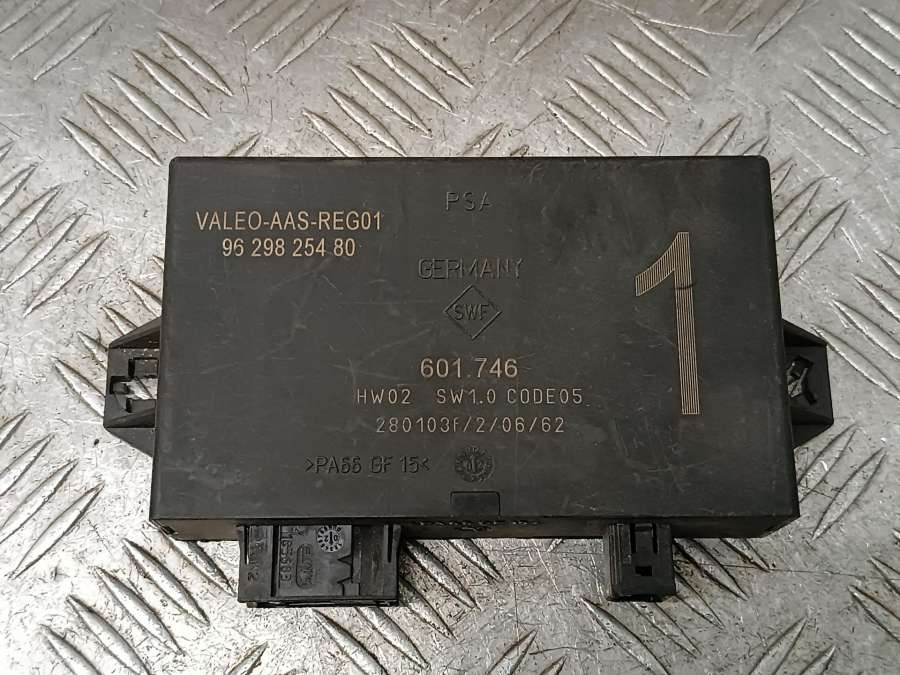 PSA
VALEO-AAS-REG01
96 298 254 80
GERMANY
SWF
1
601.746
HW02 SW1.0 CODE05
280103f/2/06/62
>PA66 GF 15<